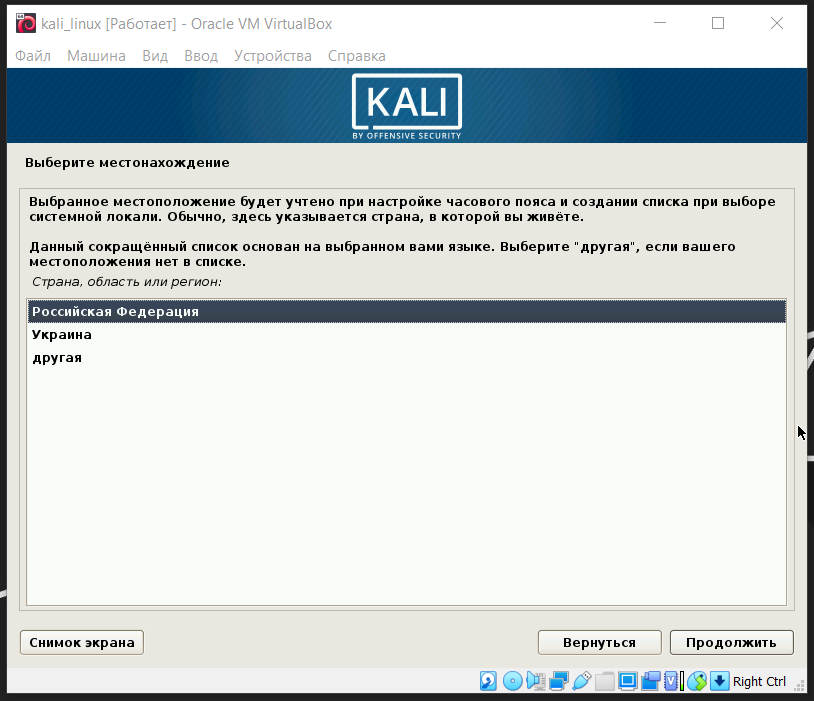 kali_linux [Работает] - Oracle VM VirtualBox
Файл Машина Вид Ввод Устройства Справка
KALI
BY OFFENSIVE SECURITY
Выберите местонахождение
Выбранное местоположение будет учтено при настройке часового пояса и создании списка при выборе
системной локали. Обычно, здесь указывается страна, в которой вы живёте.
Данный сокращённый список основан на выбранном вами языке. Выберите "другая", если вашего
местоположения нет в списке.
Страна, область или регион:
Российская Федерация
Украина
другая
Снимок экрана Вернуться Продолжить
Right Ctrl